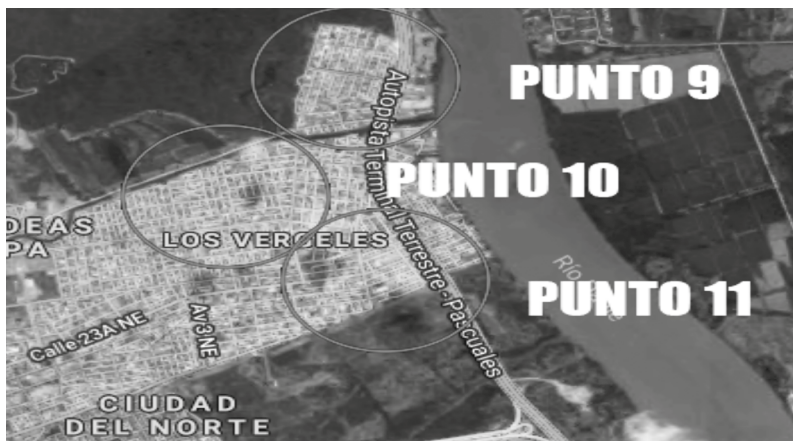 PUNTO 9
Autopista Terminal Terrestre - Pascuales
PUNTO 10
DEAS
PA
LOS VERGELES
Río
PUNTO 11
Calle 23A NE
Av 3 NE
CIUDAD
DEL NORTE